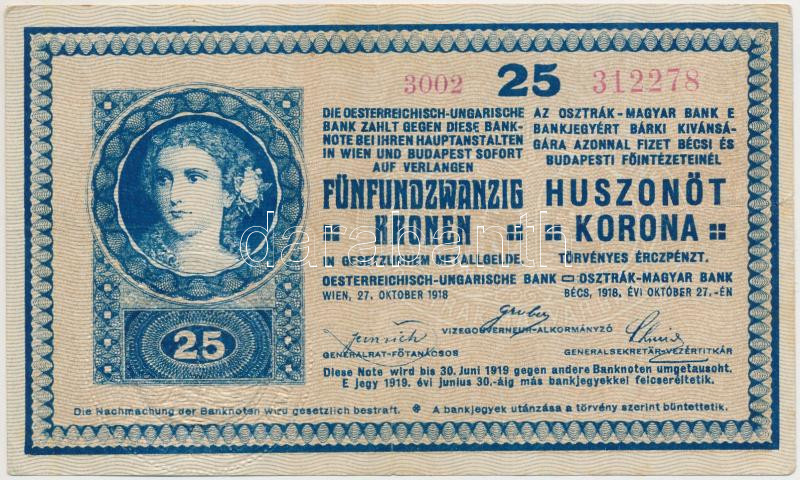 3002 25 312278
DIE OESTERREICHISCH-UNGARISCHE
BANK ZAHLT GEGEN DIESE BANK-
NOTE BEI IHREN HAUPTANSTALTEN
IN WIEN UND BUDAPEST SOFORT
AUF VERLANGEN
FÜNFUNDZWANZIG
KRONEN
IN GESETZLICHEM METALLGELDE.
AZ OSZTRÁK-MAGYAR BANK E
BANKJEGYÉRT BÁRKI KIVÁNSÁ-
GÁRA AZONNAL FIZET BÉCSI ÉS
BUDAPESTI FŐINTÉZETEINÉL
HUSZONÖT
KORONA
TÖRVÉNYES ÉRCZPÉNZT.
OESTERREICHISCH-UNGARISCHE BANK OSZTRÁK-MAGYAR BANK
WIEN, 27. OKTOBER 1918 BÉCS, 1918. ÉVI OKTÓBER 27.-ÉN
Gruber
VIZEGOUVERNEUR-ALKORMÁNYZÓ
GENERALRAT-FŐTANÁCSOS GENERALSEKRETÄR-VEZÉRTITKÁR
Diese Note wird bis 30. Juni 1919 gegen andere Banknoten umgetauscht.
E jegy 1919. évi junius 30.-áig más bankjegyekkel felcseréltetik.
25
Die Nachmachung der Banknoten wird gesetzlich bestraft. * A bankjegyek utánzása a törvény szerint büntettetik.
darabanth